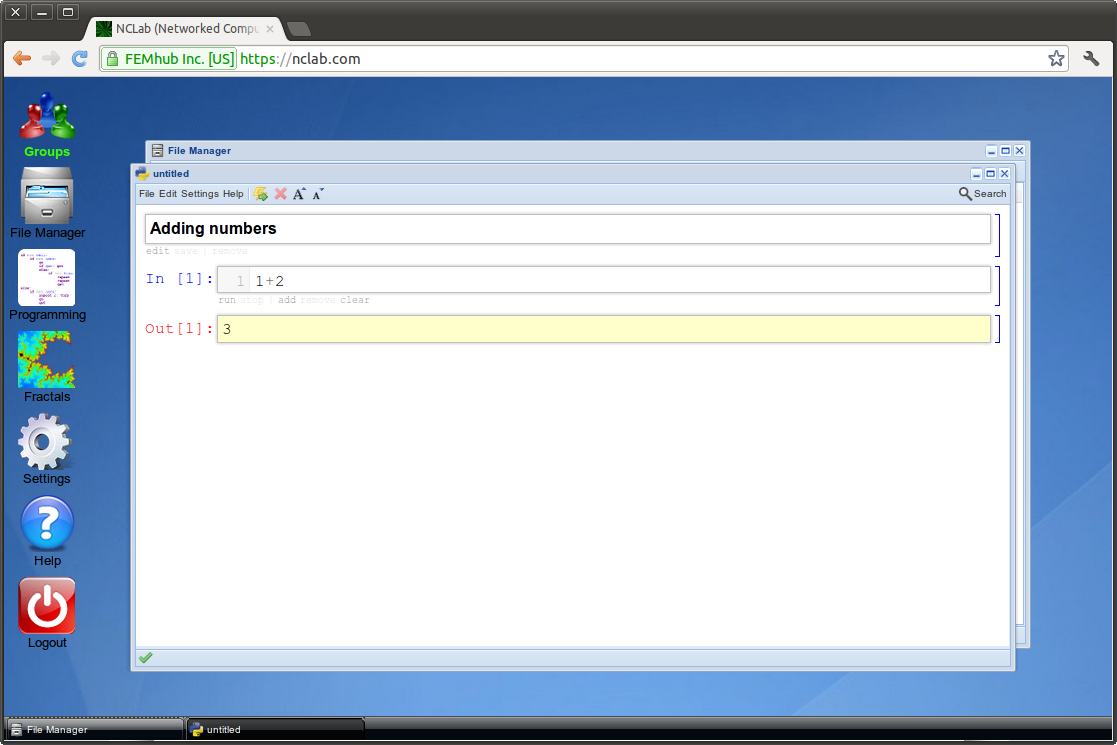 NCLab (Networked Compu
FEMhub Inc. [US] https://nclab.com
Groups
File Manager
Programming
Fractals
Settings
Help
Logout
File Manager
untitled
File Edit Settings Help
Search
Adding numbers
edit save | remove
In [1]: 1 1+2
run stop | add remove clear
Out[1]: 3
File Manager
untitled